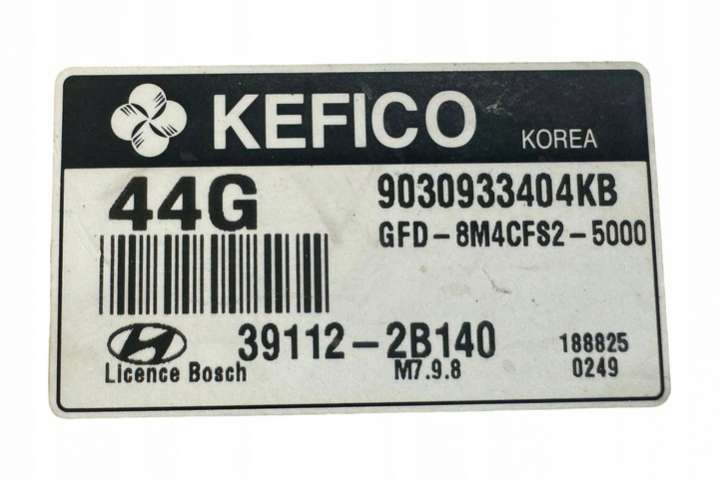 KEFICO KOREA
44G 9030933404KB
GFD-8M4CFS2-5000
39112-2B140 188825
Licence Bosch M7.9.8 0249